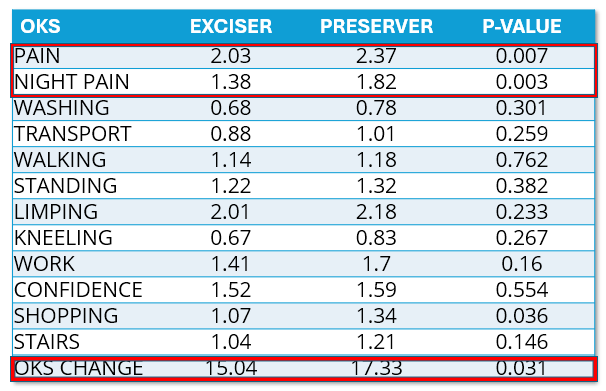 OKS EXCISER PRESERVER P-VALUE
PAIN 2.03 2.37 0.007
NIGHT PAIN 1.38 1.82 0.003
WASHING 0.68 0.78 0.301
TRANSPORT 0.88 1.01 0.259
WALKING 1.14 1.18 0.762
STANDING 1.22 1.32 0.382
LIMPING 2.01 2.18 0.233
KNEELING 0.67 0.83 0.267
WORK 1.41 1.7 0.16
CONFIDENCE 1.52 1.59 0.554
SHOPPING 1.07 1.34 0.036
STAIRS 1.04 1.21 0.146
OKS CHANGE 15.04 17.33 0.031